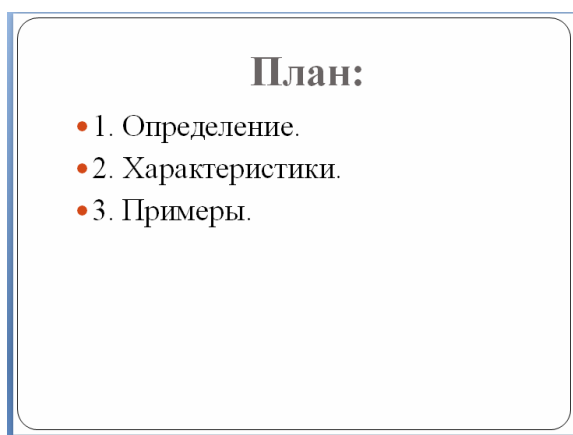 План:
• 1. Определение.
• 2. Характеристики.
• 3. Примеры.